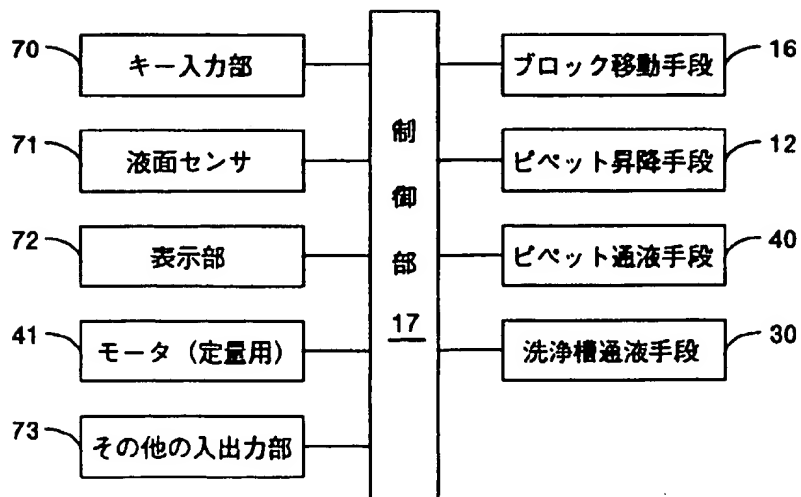 70
キー入力部
71
液面センサ
72
表示部
41
モータ（定量用）
73
その他の入出力部
制
御
部
17
ブロック移動手段
16
ピペット昇降手段
12
ピペット通液手段
40
洗浄槽通液手段
30